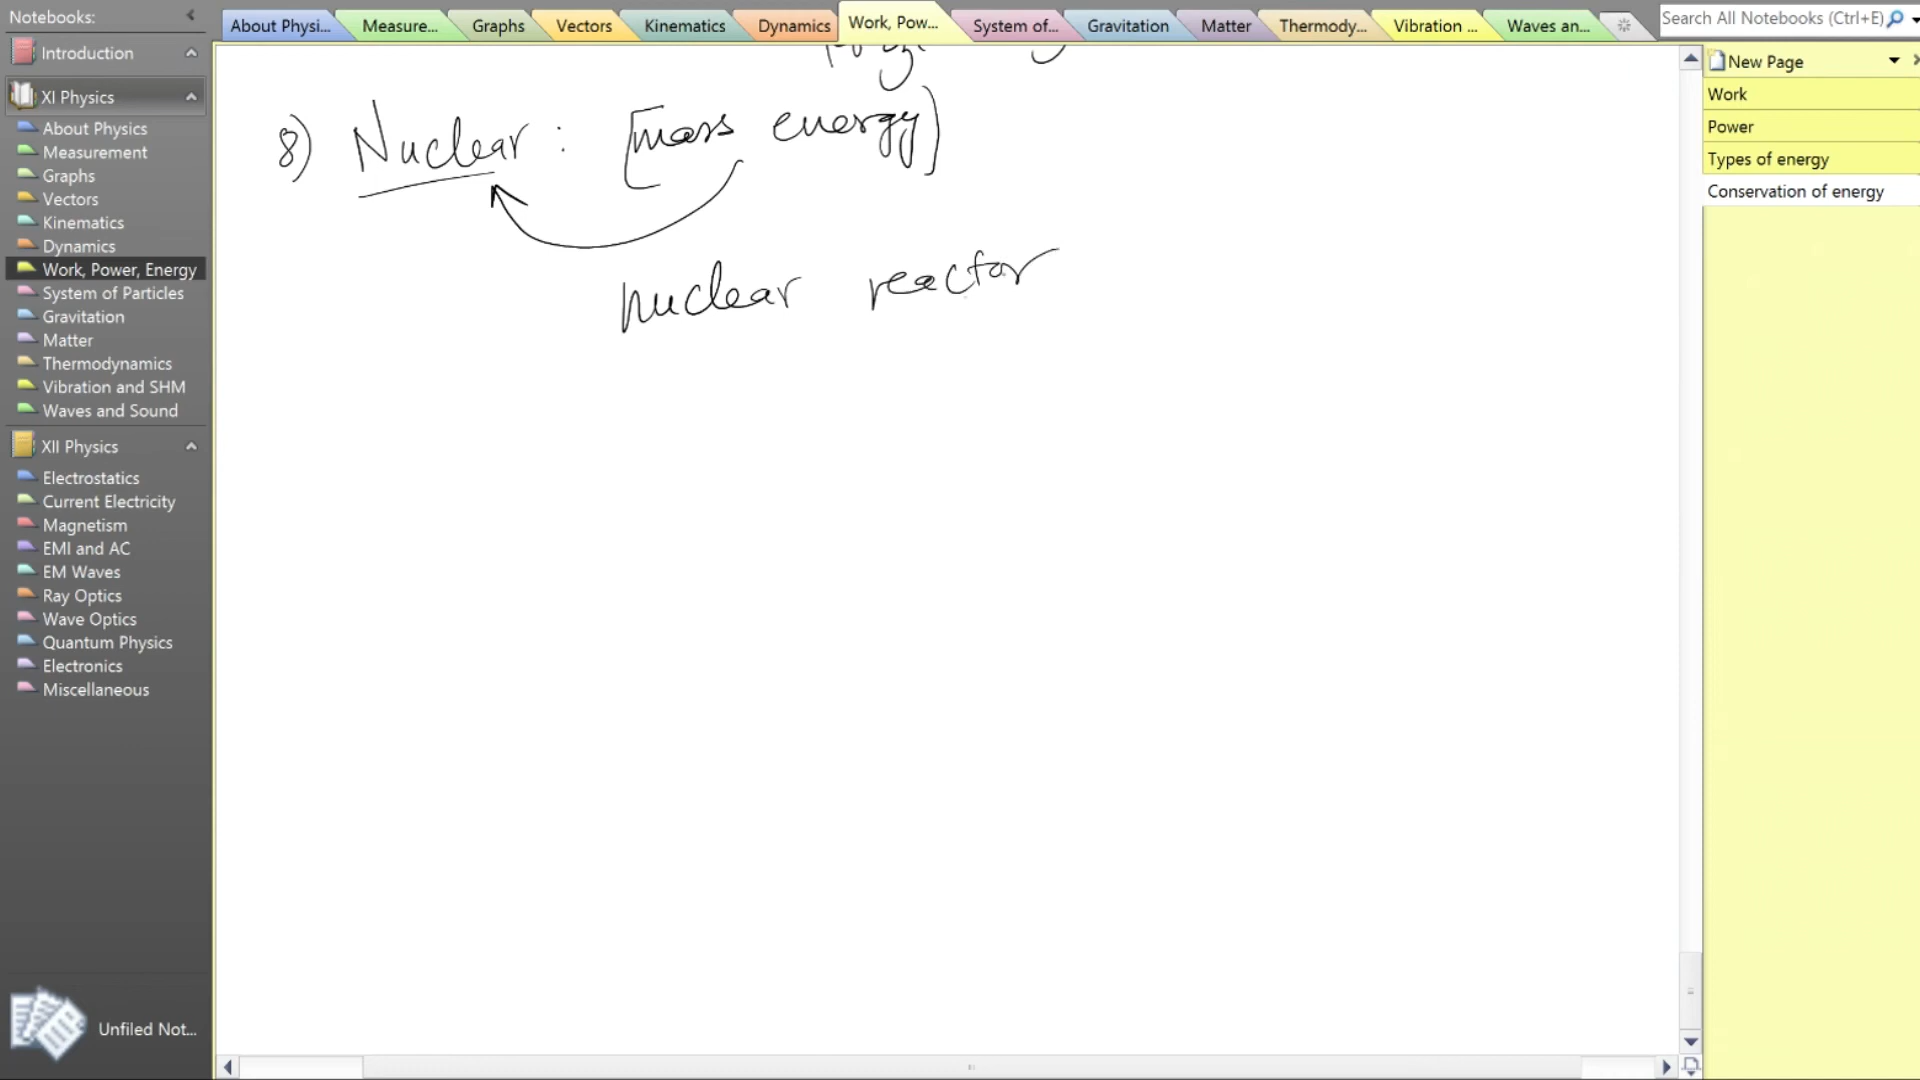 Notebooks:
Introduction
XI Physics
About Physics
Measurement
Graphs
Vectors
Kinematics
Dynamics
Work, Power, Energy
System of Particles
Gravitation
Matter
Thermodynamics
Vibration and SHM
Waves and Sound
XII Physics
Electrostatics
Current Electricity
Magnetism
EMI and AC
EM Waves
Ray Optics
Wave Optics
Quantum Physics
Electronics
Miscellaneous
Unfiled Not...
About Physi... Measure... Graphs Vectors Kinematics Dynamics Work, Pow... System of... Gravitation Matter Thermody... Vibration ... Waves an...
Search All Notebooks (Ctrl+E)
8) Nuclear : [mass energy]
nuclear reactor
New Page
Work
Power
Types of energy
Conservation of energy